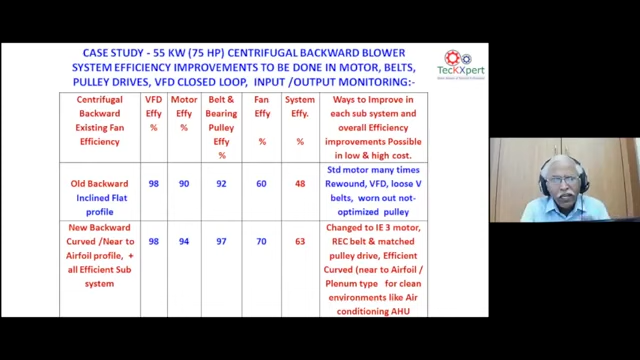 CASE STUDY - 55 KW (75 HP) CENTRIFUGAL BACKWARD BLOWER
SYSTEM EFFICIENCY IMPROVEMENTS TO BE DONE IN MOTOR, BELTS,
PULLEY DRIVES, VFD CLOSED LOOP, INPUT /OUTPUT MONITORING:-
TECKXPERT
Centrifugal
Backward
Existing Fan
Efficiency
VFD
Effy
%
Motor
Effy
%
Belt &
Bearing
Pulley
Effy
%
Fan
Effy
%
System
Effy.
%
Ways to Improve in
each sub system and
overall Efficiency
improvements Possible
in low & high cost.
Old Backward
Inclined Flat
profile
98
90
92
60
48
Std motor many times
Rewound, VFD, loose V
belts, worn out not-
optimized pulley
New Backward
Curved /Near to
Airfoil profile, +
all Efficient Sub
system
98
94
97
70
63
Changed to IE 3 motor,
REC belt & matched
pulley drive, Efficient
Curved (near to Airfoil /
Plenum type for clean
environments like Air
conditioning AHU